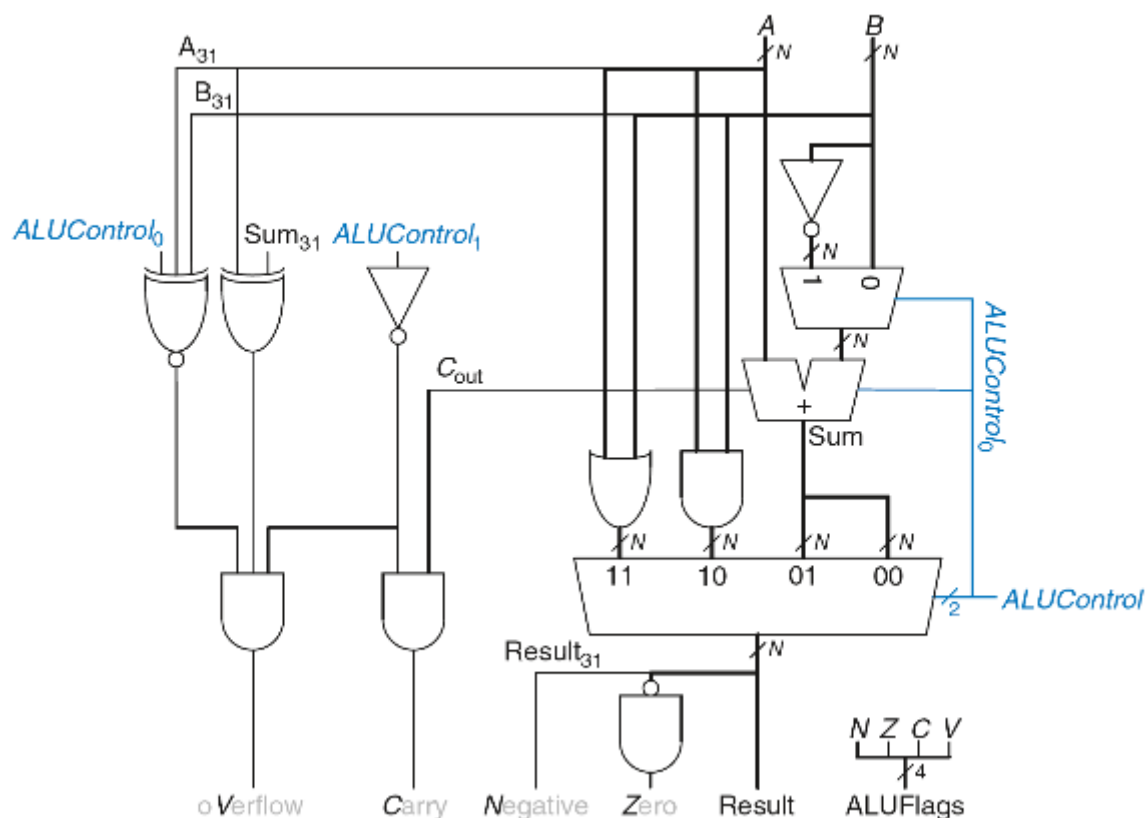 A B
A31 N N
B31
ALUControl0 Sum31 ALUControl1
N
1 0
N
ALUControl0
Cout
+
Sum
N N N N
11 10 01 00
2 ALUControl
Result31 N
N Z C V
4
oVerflow Carry Negative Zero Result ALUFlags